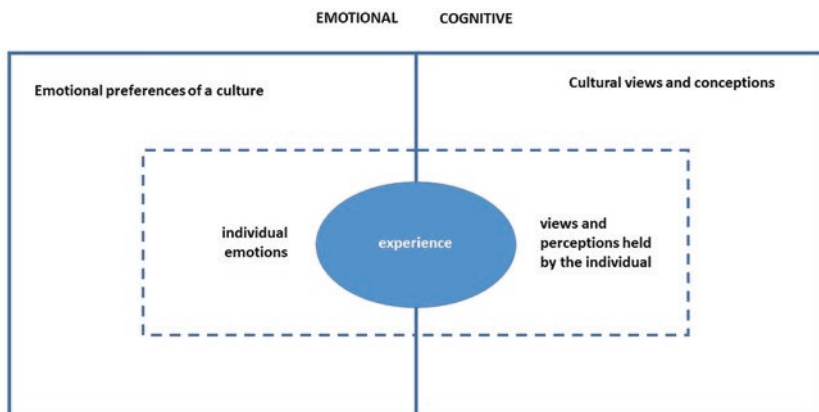 EMOTIONAL COGNITIVE
Emotional preferences of a culture
Cultural views and conceptions
individual
emotions
experience
views and
perceptions held
by the individual